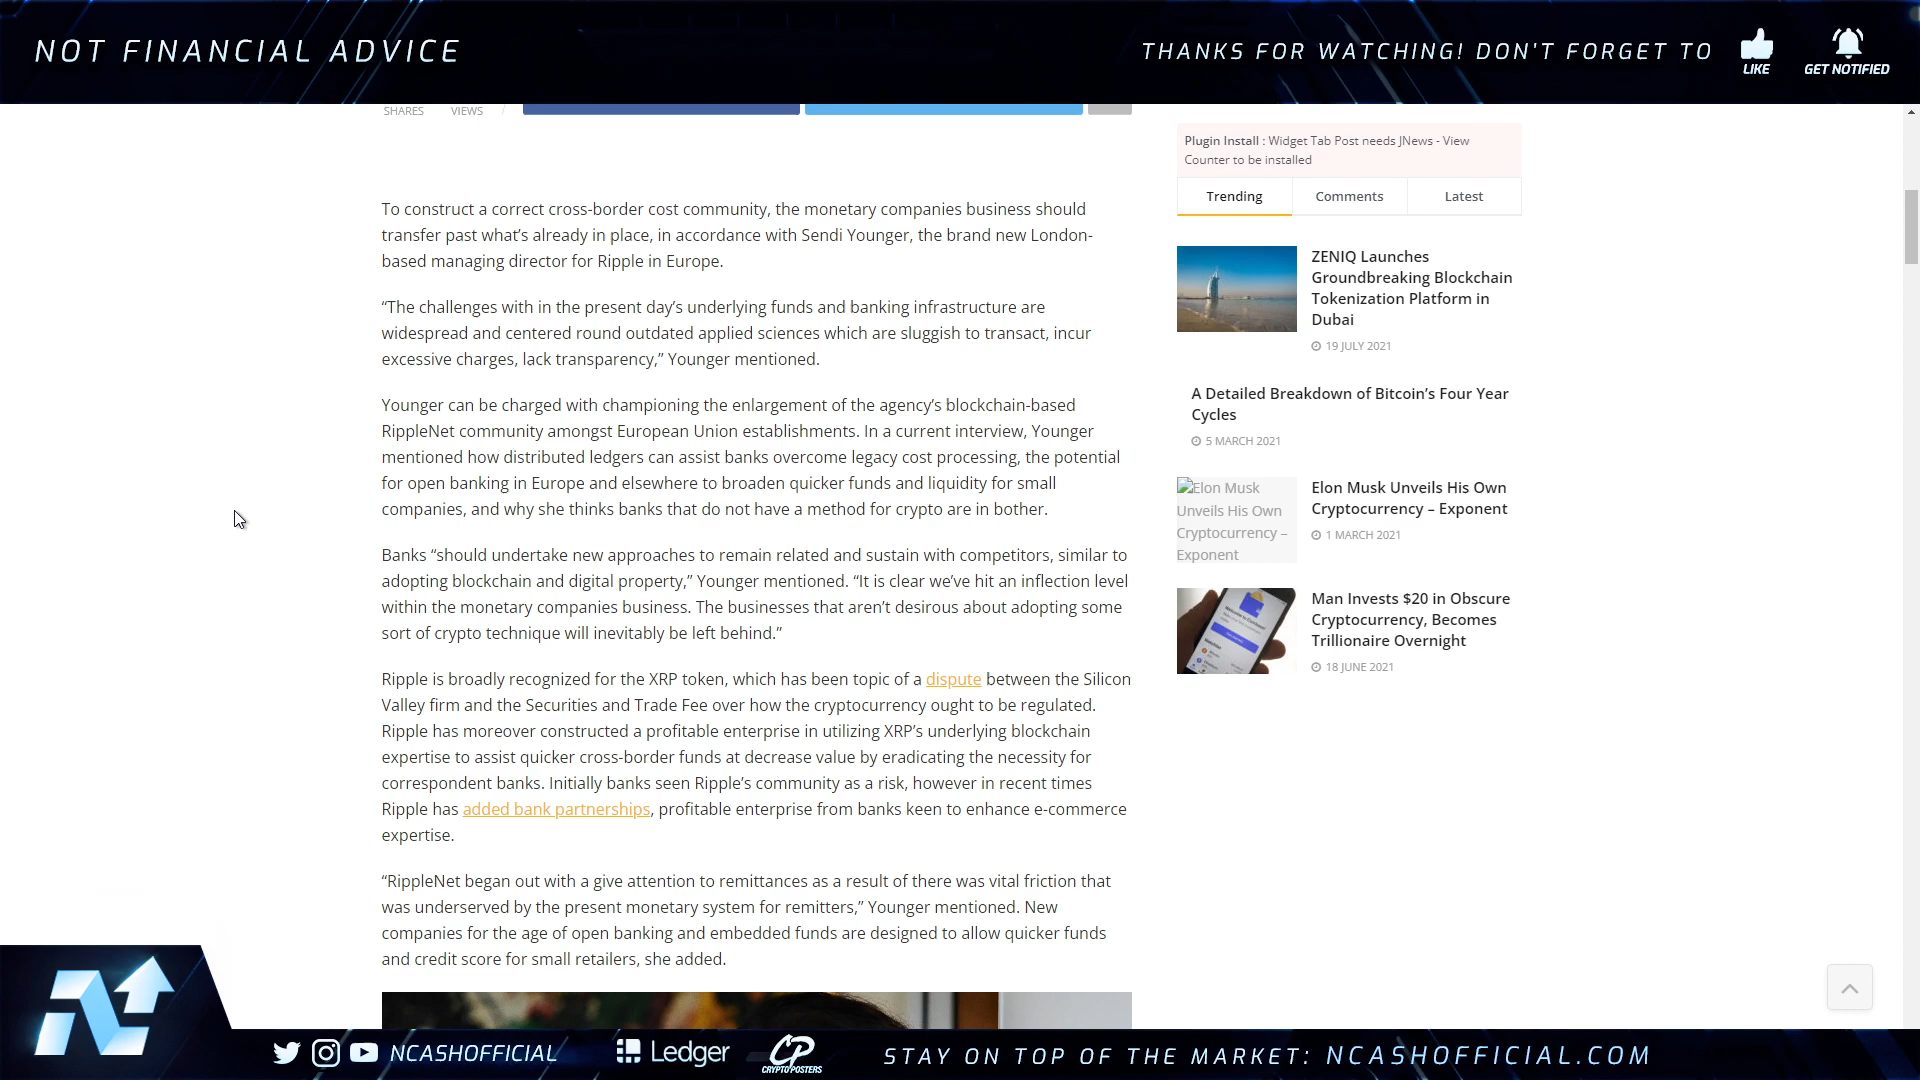 NOT FINANCIAL ADVICE
THANKS FOR WATCHING! DON'T FORGET TO
LIKE
GET NOTIFIED
SHARES
VIEWS
To construct a correct cross-border cost community, the monetary companies business should
transfer past what’s already in place, in accordance with Sendi Younger, the brand new London-
based managing director for Ripple in Europe.
“The challenges with in the present day’s underlying funds and banking infrastructure are
widespread and centered round outdated applied sciences which are sluggish to transact, incur
excessive charges, lack transparency,” Younger mentioned.
Younger can be charged with championing the enlargement of the agency’s blockchain-based
RippleNet community amongst European Union establishments. In a current interview, Younger
mentioned how distributed ledgers can assist banks overcome legacy cost processing, the potential
for open banking in Europe and elsewhere to broaden quicker funds and liquidity for small
companies, and why she thinks banks that do not have a method for crypto are in bother.
Banks “should undertake new approaches to remain related and sustain with competitors, similar to
adopting blockchain and digital property,” Younger mentioned. “It is clear we’ve hit an inflection level
within the monetary companies business. The businesses that aren’t desirous about adopting some
sort of crypto technique will inevitably be left behind.”
Ripple is broadly recognized for the XRP token, which has been topic of a dispute between the Silicon
Valley firm and the Securities and Trade Fee over how the cryptocurrency ought to be regulated.
Ripple has moreover constructed a profitable enterprise in utilizing XRP’s underlying blockchain
expertise to assist quicker cross-border funds at decrease value by eradicating the necessity for
correspondent banks. Initially banks seen Ripple’s community as a risk, however in recent times
Ripple has added bank partnerships, profitable enterprise from banks keen to enhance e-commerce
expertise.
“RippleNet began out with a give attention to remittances as a result of there was vital friction that
was underserved by the present monetary system for remitters,” Younger mentioned. New
companies for the age of open banking and embedded funds are designed to allow quicker funds
and credit score for small retailers, she added.
Plugin Install : Widget Tab Post needs JNews - View
Counter to be installed
Trending
Comments
Latest
ZENIQ Launches
Groundbreaking Blockchain
Tokenization Platform in
Dubai
19 JULY 2021
A Detailed Breakdown of Bitcoin’s Four Year
Cycles
5 MARCH 2021
Elon Musk
Unveils His Own
Cryptocurrency –
Exponent
Elon Musk Unveils His Own
Cryptocurrency – Exponent
1 MARCH 2021
Man Invests $20 in Obscure
Cryptocurrency, Becomes
Trillionaire Overnight
18 JUNE 2021
NCASHOFFICIAL
Ledger
CP
CRYPTOPOSTERS
STAY ON TOP OF THE MARKET: NCASHOFFICIAL.COM